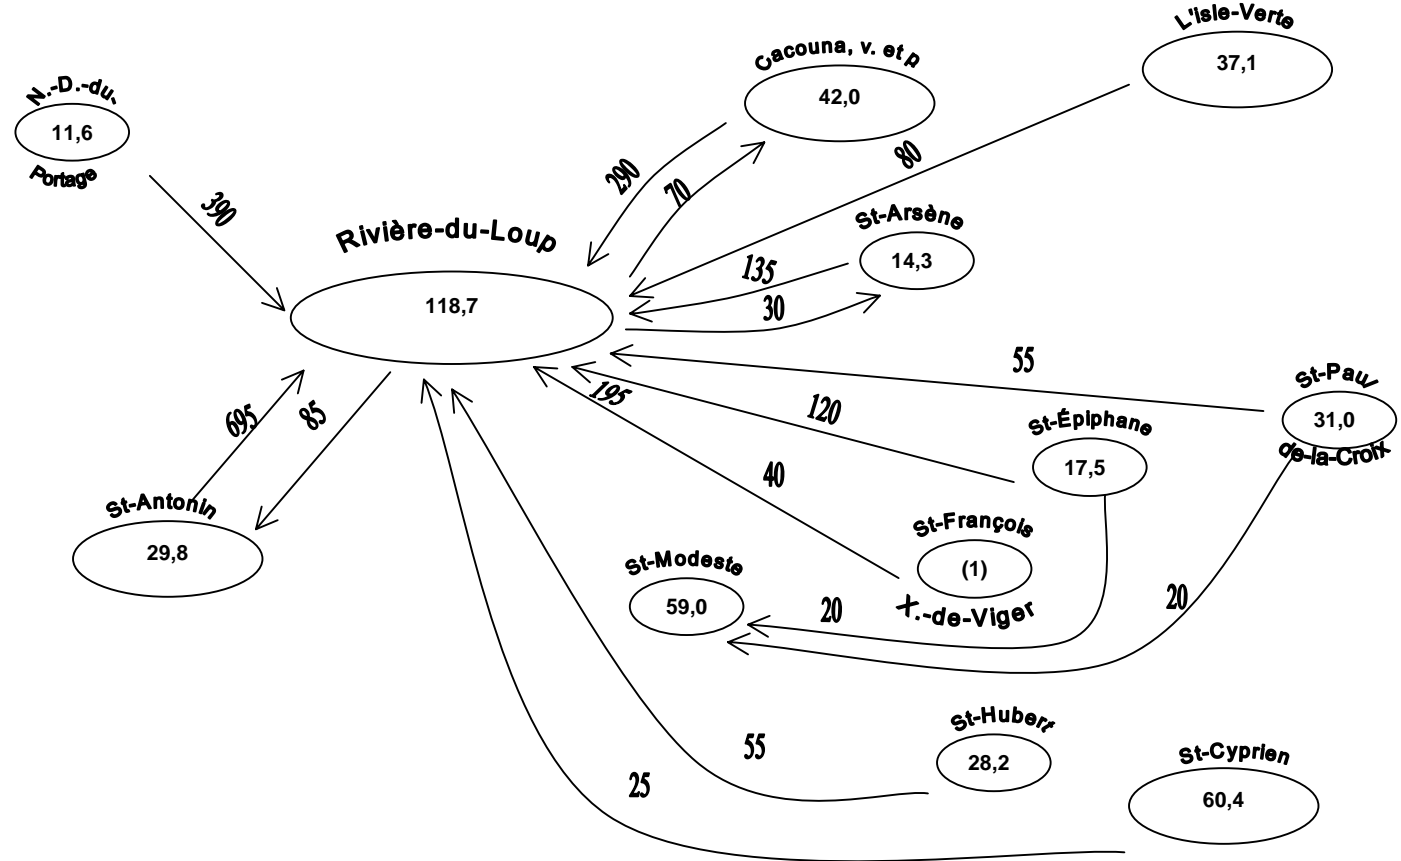 L'Isle-Verte
37,1
Cacouna, v. et p
42,0
N.-D.-du-
11,6
Portage
390
290
70
80
St-Arsène
14,3
Rivière-du-Loup
118,7
135
30
55
St-Paul
31,0
de-la-Croix
695
85
195
120
St-Épiphane
17,5
40
St-Antonin
29,8
St-François
(1)
X.-de-Viger
St-Modeste
59,0
20
20
St-Hubert
28,2
55
St-Cyprien
60,4
25